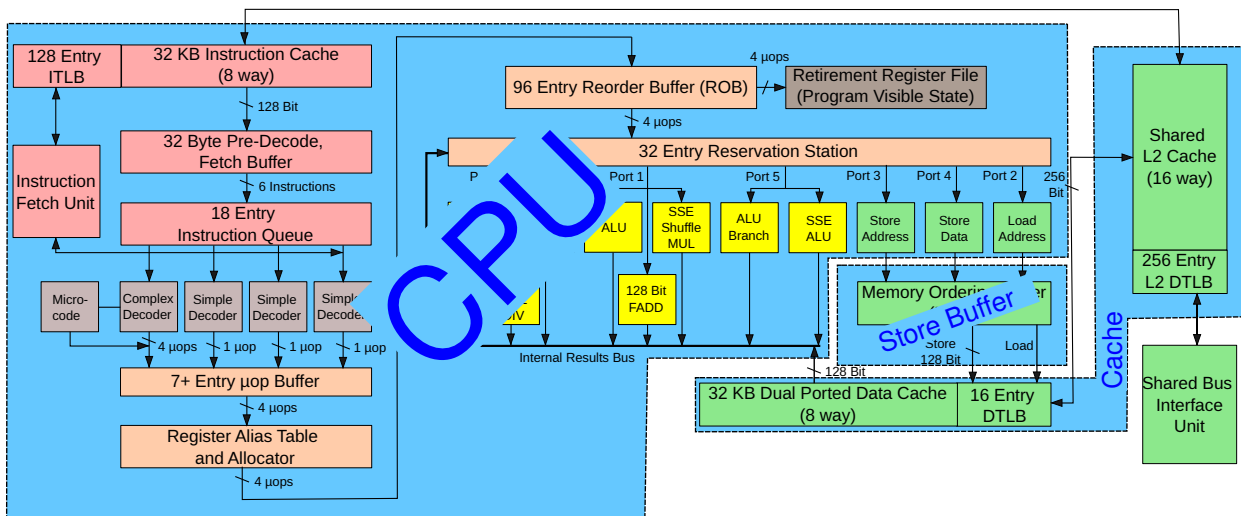 128 Entry
ITLB
32 KB Instruction Cache
(8 way)
128 Bit
32 Byte Pre-Decode,
Fetch Buffer
Instruction
Fetch Unit
6 Instructions
18 Entry
Instruction Queue
Micro-
code
Complex
Decoder
Simple
Decoder
Simple
Decoder
Simple
Decoder
4 µops
1 µop
1 µop
1 µop
7+ Entry µop Buffer
4 µops
Register Alias Table
and Allocator
4 µops
96 Entry Reorder Buffer (ROB)
4 µops
Retirement Register File
(Program Visible State)
4 µops
32 Entry Reservation Station
Port 1
Port 5
Port 3
Port 4
Port 2
ALU
SSE
Shuffle
MUL
ALU
Branch
SSE
ALU
Store
Address
Store
Data
Load
Address
128 Bit
FADD
CPU
Internal Results Bus
Memory Ordering
Store Buffer
Store
128 Bit
Load
128 Bit
32 KB Dual Ported Data Cache
(8 way)
16 Entry
DTLB
256
Bit
Shared
L2 Cache
(16 way)
256 Entry
L2 DTLB
Cache
Shared Bus
Interface
Unit